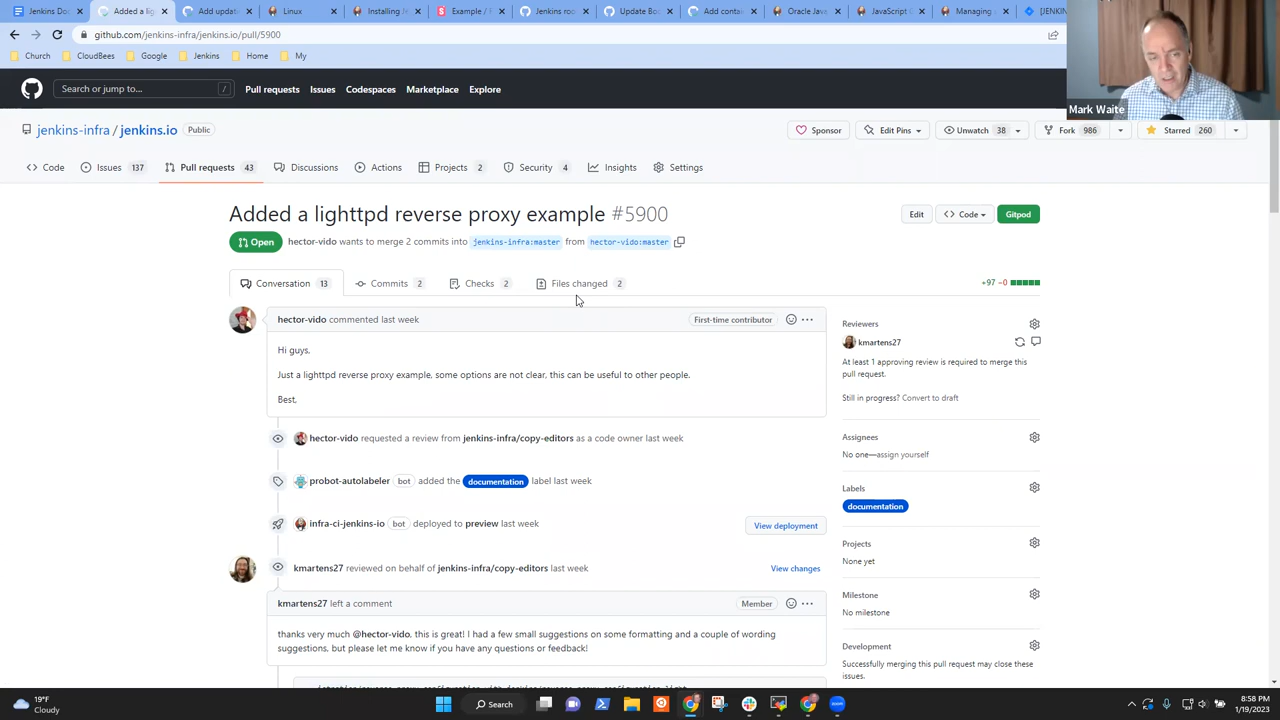 Jenkins Doc
Added a ligh
Add update
Linux
Installing Je
Example / F
Jenkins roo
Update Boo
Add contai
Oracle Java
JavaScript
Managing
[JENKIN
github.com/jenkins-infra/jenkins.io/pull/5900
Church
CloudBees
Google
Jenkins
Home
My
Mark Waite
Search or jump to...
/
Pull requests
Issues
Codespaces
Marketplace
Explore
jenkins-infra / jenkins.io Public
Sponsor
Edit Pins
Unwatch 38
Fork 986
Starred 260
Code
Issues 137
Pull requests 43
Discussions
Actions
Projects 2
Security 4
Insights
Settings
Added a lighttpd reverse proxy example #5900
Edit
<> Code
Gitpod
Open
hector-vido wants to merge 2 commits into jenkins-infra:master from hector-vido:master
Conversation 13
Commits 2
Checks 2
Files changed 2
+97 −0
hector-vido commented last week
First-time contributor
Hi guys,
Just a lighttpd reverse proxy example, some options are not clear, this can be useful to other people.
Best,
hector-vido requested a review from jenkins-infra/copy-editors as a code owner last week
probot-autolabeler bot added the documentation label last week
infra-ci-jenkins-io bot deployed to preview last week
View deployment
kmartens27 reviewed on behalf of jenkins-infra/copy-editors last week
View changes
kmartens27 left a comment
Member
thanks very much @hector-vido, this is great! I had a few small suggestions on some formatting and a couple of wording
suggestions, but please let me know if you have any questions or feedback!
Reviewers
kmartens27
At least 1 approving review is required to merge this
pull request.
Still in progress? Convert to draft
Assignees
No one—assign yourself
Labels
documentation
Projects
None yet
Milestone
No milestone
Development
Successfully merging this pull request may close these
issues.
19°F
Cloudy
Search
8:58 PM
1/19/2023